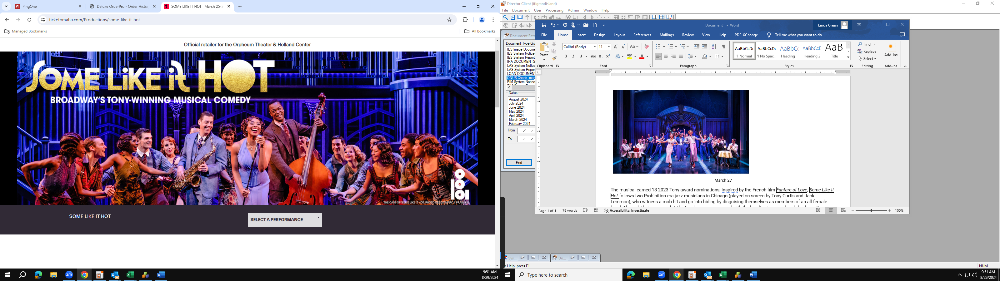 PingOne
Deluxe OrderPro - Order Histor
SOME LIKE IT HOT | March 25-3
ticketomaha.com/Productions/some-like-it-hot
Managed Bookmarks
All Bookmarks
Official retailer for the Orpheum Theater & Holland Center
SOME LiKE it HOT
BROADWAY'S TONY-WINNING MUSICAL COMEDY
THE CAST OF SOME LIKE IT HOT. PHOTO CREDIT MARC J. FRANKLIN
SOME LIKE IT HOT
SELECT A PERFORMANCE
9:51 AM
8/29/2024
Director Client (itigrandisland)
File Document User Processing Admin Window Help
Document Retr
Document Type Gro
IES Image Docume
IES System Notice
IES System Report
IRA DOCUMENTS
LAS System Notice
LAS System Repor
LOAN DOCUMENT
ONUS Check Imag
PIM System Notice
Dates
August 2024
July 2024
June 2024
May 2024
April 2024
March 2024
February 2024
From / /
To / /
Find
Document1 - Word
Linda Green
File Home Insert Design Layout References Mailings Review View Help PDF-XChange Tell me what you want to do
Paste
Clipboard
Calibri (Body) 11
Font
Paragraph
AaBbCcDc AaBbCcDc AaBbCc AaBbCcD AaB
¶ Normal ¶ No Spac... Heading 1 Heading 2 Title
Styles
Find
Replace
Select
Editing
Add-ins
Add-ins
1 2 3 4 5 6 7
March 27
The musical earned 13 2023 Tony award nominations, Inspired by the French film Fanfare of Love, Some Like It
Hot follows two Prohibition-era jazz musicians in Chicago (played on screen by Tony Curtis and Jack
Lemmon), who witness a mob hit and go into hiding by disguising themselves as members of an all-female
Page 1 of 1 78 words Accessibility: Investigate 100%
Sys... Do...
Help, press F1
NUM
Type here to search
9:51 AM
8/29/2024